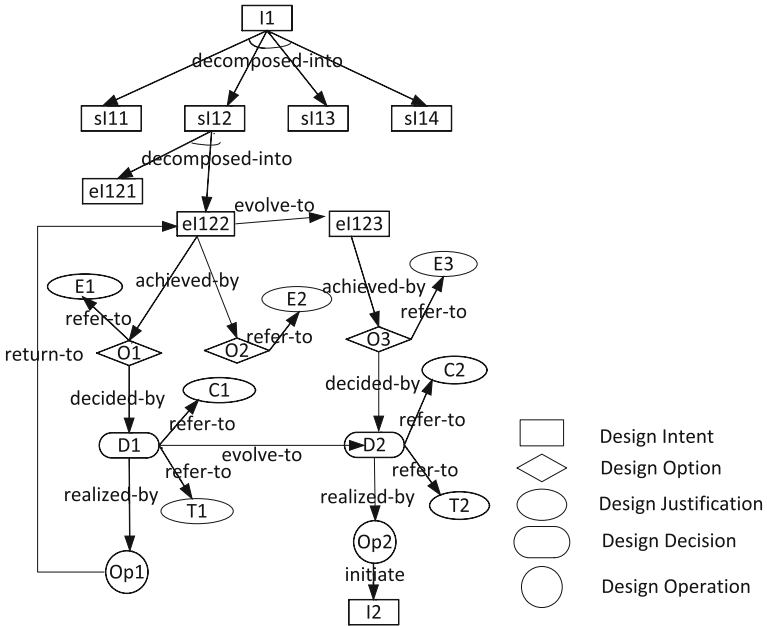 I1
decomposed-into
sI11
sI12
sI13
sI14
decomposed-into
eI121
evolve-to
eI122
eI123
E3
achieved-by
achieved-by
E1
E2
refer-to
refer-to
refer-to
O1
O2
O3
return-to
C2
decided-by
decided-by
C1
refer-to
refer-to
Design Intent
D1
D2
evolve-to
refer-to
refer-to
Design Option
realized-by
realized-by
T1
T2
Design Justification
Op2
Design Decision
Op1
initiate
Design Operation
I2